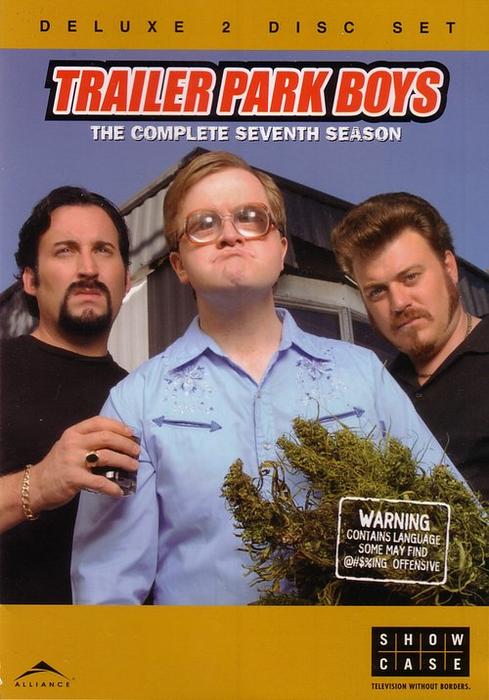 DELUXE 2 DISC SET
TRAILER PARK BOYS
THE COMPLETE SEVENTH SEASON
WARNING
CONTAINS LANGUAGE
SOME MAY FIND
@#$%ING OFFENSIVE
ALLIANCE
SHOW
CASE
TELEVISION WITHOUT BORDERS.